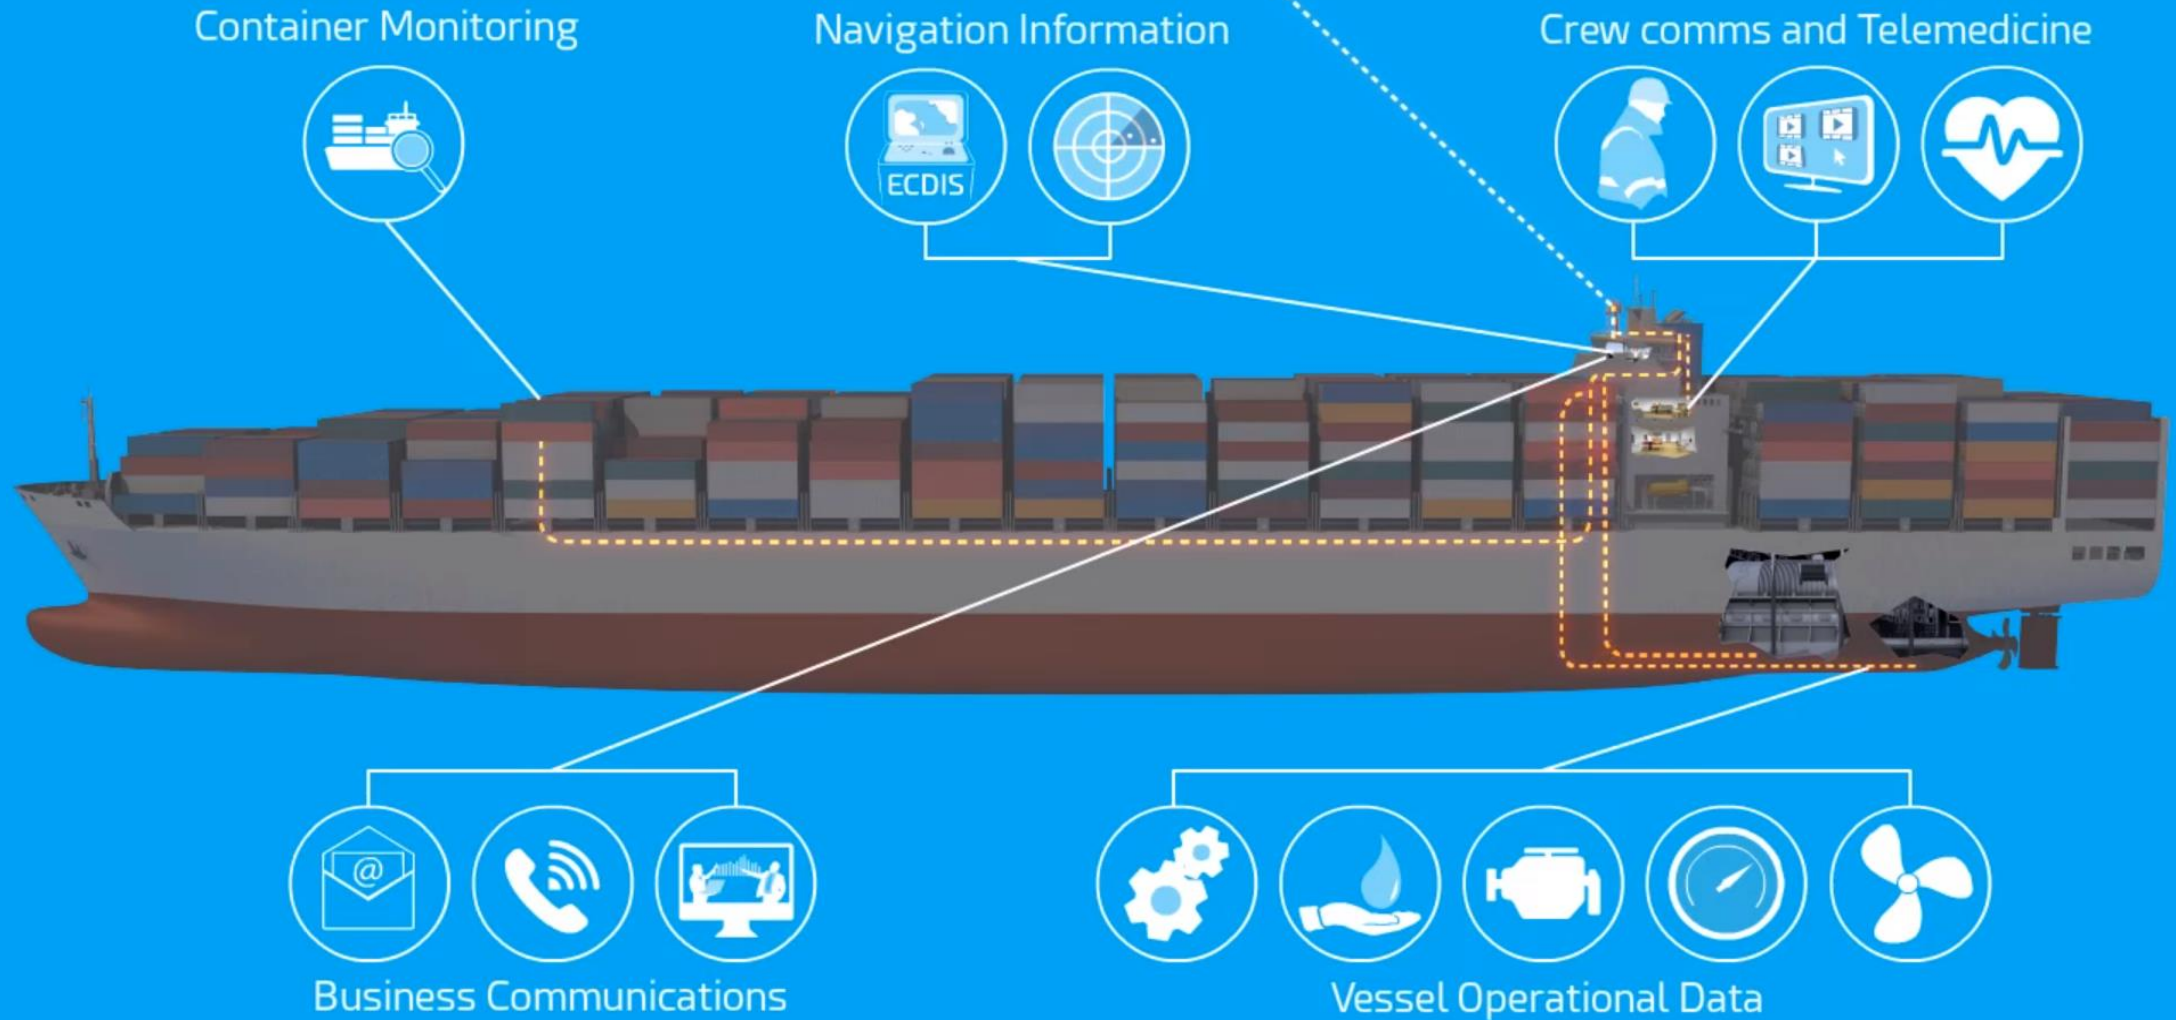 Container Monitoring
Navigation Information
Crew comms and Telemedicine
ECDIS
@
Business Communications
Vessel Operational Data